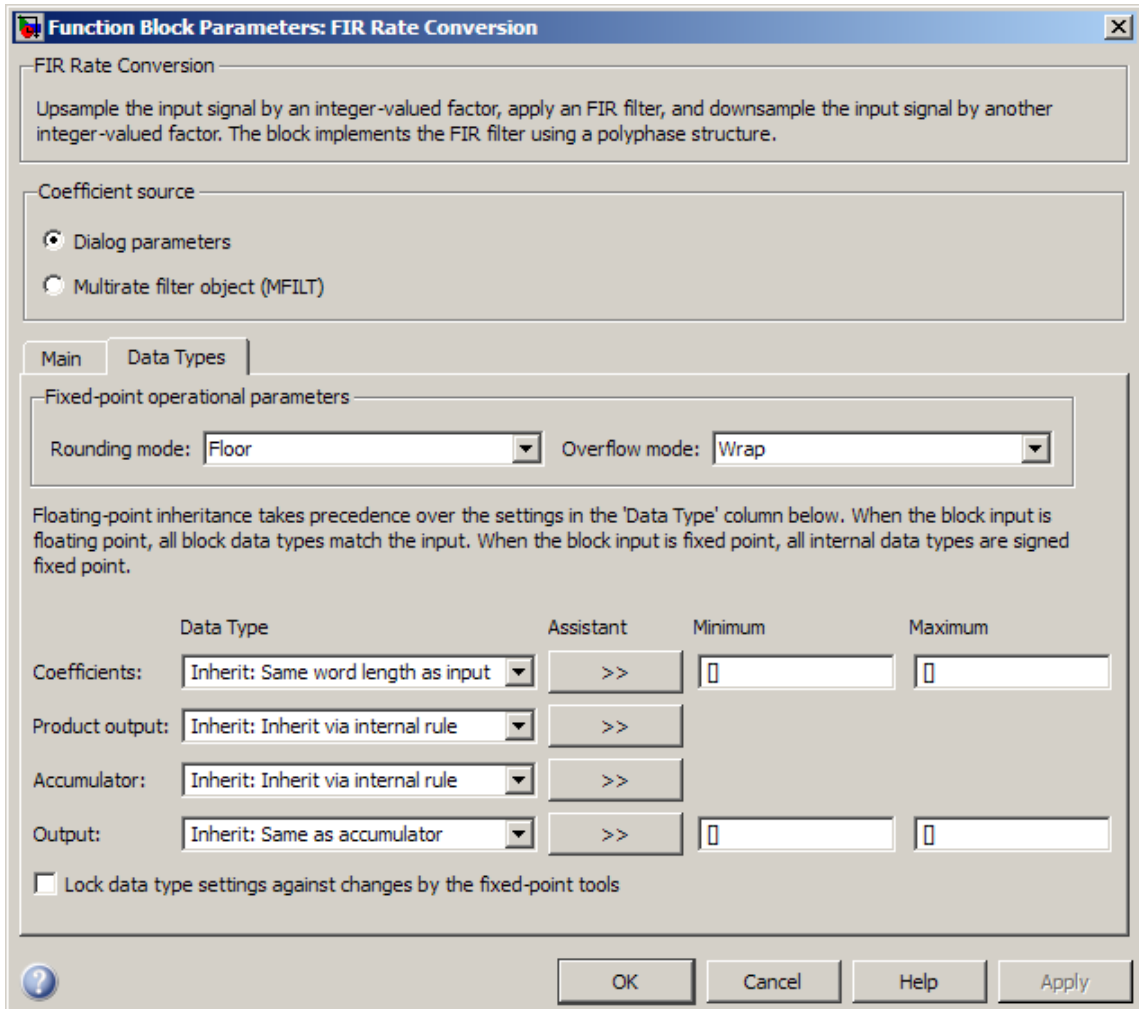 Function Block Parameters: FIR Rate Conversion
FIR Rate Conversion
Upsample the input signal by an integer-valued factor, apply an FIR filter, and downsample the input signal by another
integer-valued factor. The block implements the FIR filter using a polyphase structure.
Coefficient source
Dialog parameters
Multirate filter object (MFILT)
Main Data Types
Fixed-point operational parameters
Rounding mode: Floor Overflow mode: Wrap
Floating-point inheritance takes precedence over the settings in the 'Data Type' column below. When the block input is
floating point, all block data types match the input. When the block input is fixed point, all internal data types are signed
fixed point.
Data Type Assistant Minimum Maximum
Coefficients: Inherit: Same word length as input >> [] []
Product output: Inherit: Inherit via internal rule >>
Accumulator: Inherit: Inherit via internal rule >>
Output: Inherit: Same as accumulator >> [] []
Lock data type settings against changes by the fixed-point tools
? OK Cancel Help Apply